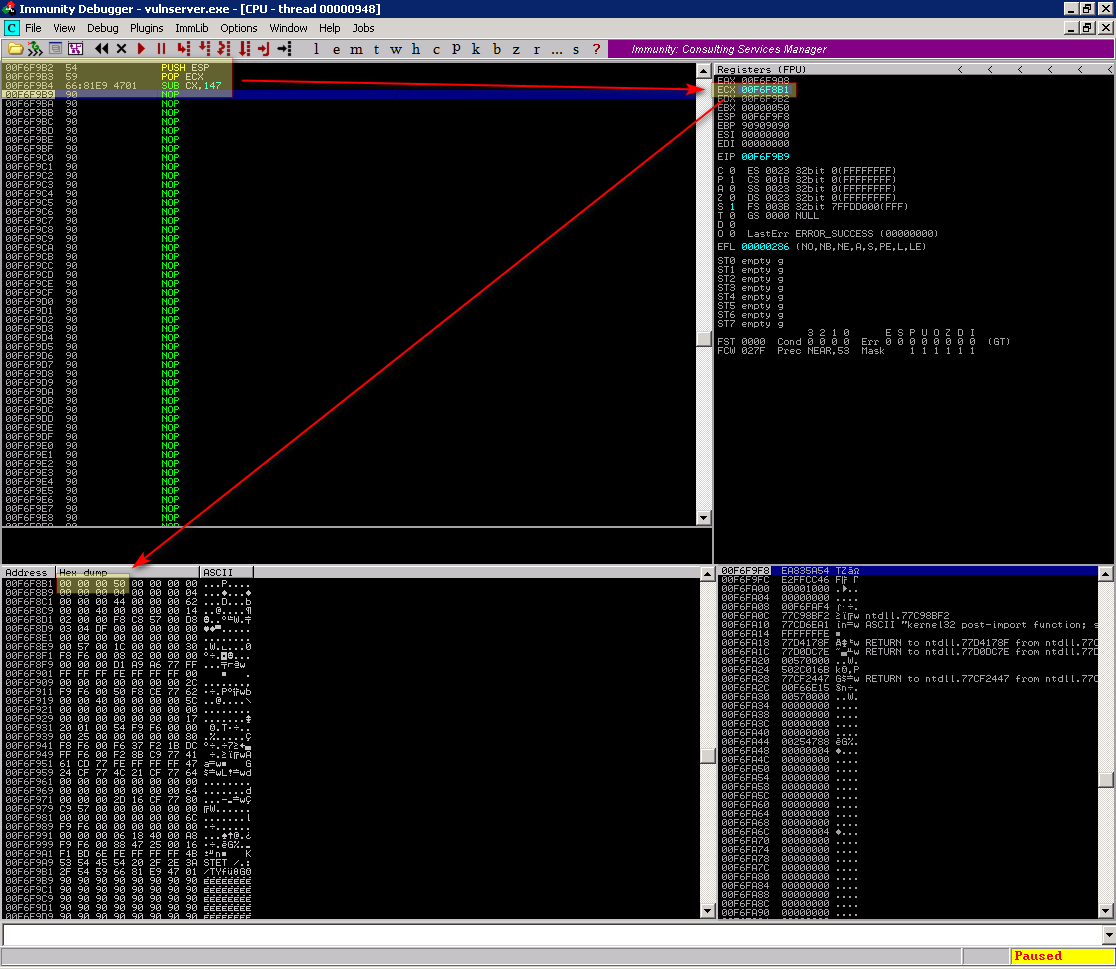 Immunity Debugger - vulnserver.exe - [CPU - thread 00000948]
C File View Debug Plugins ImmLib Options Window Help Jobs
l e m t w h c p k b z r ... s ? Immunity: Consulting Services Manager
00F6F9B2 54 PUSH ESP
00F6F9B3 59 POP ECX
00F6F9B4 66:81E9 4701 SUB CX,147
00F6F9B9 90 NOP
00F6F9BA 90 NOP
00F6F9BB 90 NOP
00F6F9BC 90 NOP
00F6F9BD 90 NOP
00F6F9BE 90 NOP
00F6F9BF 90 NOP
00F6F9C0 90 NOP
00F6F9C1 90 NOP
00F6F9C2 90 NOP
00F6F9C3 90 NOP
00F6F9C4 90 NOP
00F6F9C5 90 NOP
00F6F9C6 90 NOP
00F6F9C7 90 NOP
00F6F9C8 90 NOP
00F6F9C9 90 NOP
00F6F9CA 90 NOP
00F6F9CB 90 NOP
00F6F9CC 90 NOP
00F6F9CD 90 NOP
00F6F9CE 90 NOP
00F6F9CF 90 NOP
00F6F9D0 90 NOP
00F6F9D1 90 NOP
00F6F9D2 90 NOP
00F6F9D3 90 NOP
00F6F9D4 90 NOP
00F6F9D5 90 NOP
00F6F9D6 90 NOP
00F6F9D7 90 NOP
00F6F9D8 90 NOP
00F6F9D9 90 NOP
00F6F9DA 90 NOP
00F6F9DB 90 NOP
00F6F9DC 90 NOP
00F6F9DD 90 NOP
00F6F9DE 90 NOP
00F6F9DF 90 NOP
00F6F9E0 90 NOP
00F6F9E1 90 NOP
00F6F9E2 90 NOP
00F6F9E3 90 NOP
00F6F9E4 90 NOP
00F6F9E5 90 NOP
00F6F9E6 90 NOP
00F6F9E7 90 NOP
00F6F9E8 90 NOP
Registers (FPU) < < < < < <
EAX 00F6F9A8
ECX 00F6F8B1
EDX 00F6F9B2
EBX 00000050
ESP 00F6F9F8
EBP 90909090
ESI 00000000
EDI 00000000
EIP 00F6F9B9
C 0 ES 0023 32bit 0(FFFFFFFF)
P 1 CS 001B 32bit 0(FFFFFFFF)
A 0 SS 0023 32bit 0(FFFFFFFF)
Z 0 DS 0023 32bit 0(FFFFFFFF)
S 1 FS 003B 32bit 7FFDD000(FFF)
T 0 GS 0000 NULL
D 0
O 0 LastErr ERROR_SUCCESS (00000000)
EFL 00000286 (NO,NB,NE,A,S,PE,L,LE)
ST0 empty g
ST1 empty g
ST2 empty g
ST3 empty g
ST4 empty g
ST5 empty g
ST6 empty g
ST7 empty g
3 2 1 0 E S P U O Z D I
FST 0000 Cond 0 0 0 0 Err 0 0 0 0 0 0 0 0 (GT)
FCW 027F Prec NEAR,53 Mask 1 1 1 1 1 1
Address Hex dump ASCII
00F6F8B1 00 00 00 50 00 00 00 00 ...P....
00F6F8B9 00 00 04 00 00 00 04
00F6F8C1 00 00 00 44 00 00 00 62 ...D...b
00F6F8C9 00 00 40 00 00 00 00 14
00F6F8D1 02 00 00 F8 C8 57 00 D8
00F6F8D9 03 04 DF 00 00 00 00 00
00F6F8E1 00 00 00 00 00 00 00 00 ........
00F6F8E9 00 57 00 1C 00 00 00 30
00F6F8F1 F8 F6 00 08 02 00 00 00
00F6F8F9 00 00 00 D1 A9 A6 77 FF
00F6F901 FF FF FE FF FF 00
00F6F909 00 00 00 00 00 00 00 2C .......,
00F6F911 F9 F6 00 50 F8 CE 77 62
00F6F919 00 00 40 00 00 00 00 5C ..@....\
00F6F921 00 00 00 00 00 00 00 00 ........
00F6F929 00 00 00 00 00 00 00 17
00F6F931 20 01 00 54 F9 F6 00 00
00F6F939 00 25 00 00 00 00 00 80
00F6F941 F8 F6 00 F6 37 F2 1B DC
00F6F949 FF F6 00 F2 8B C9 77 41
00F6F951 61 CD 77 FE FF FF FF 47
00F6F959 24 CF 77 4C 21 CF 77 64
00F6F961 00 00 00 00 00 00 00 00 ........
00F6F969 00 00 00 00 00 00 00 64 .......d
00F6F971 00 00 00 2D 16 CF 77 80
00F6F979 C9 57 00 00 00 00 00 00
00F6F981 00 00 00 00 00 00 00 6C .......l
00F6F989 F9 F6 00 00 00 00 00 00
00F6F991 00 00 00 06 18 40 00 A8
00F6F999 F9 F6 00 38 47 25 00 16
00F6F9A1 F1 BD 6E FE FF FF FF 4B
00F6F9A9 53 54 45 54 20 2F 2E 3A STET /.:
00F6F9B1 2F 54 59 66 81 E9 47 01
00F6F9B9 90 90 90 90 90 90 90 90 ÉÉÉÉÉÉÉÉ
00F6F9C1 90 90 90 90 90 90 90 90 ÉÉÉÉÉÉÉÉ
00F6F9C9 90 90 90 90 90 90 90 90 ÉÉÉÉÉÉÉÉ
00F6F9D1 90 90 90 90 90 90 90 90 ÉÉÉÉÉÉÉÉ
00F6F9D9 90 90 90 90 90 90 90 90 ÉÉÉÉÉÉÉÉ
00F6F9F8 EA835A54 TZâΩ
00F6F9FC E2FFCC46
00F6FA00 00001000
00F6FA04 00000000 ....
00F6FA08 00F6FAF4
00F6FA0C 77C98BF2 ntdll.77C98BF2
00F6FA10 77CD6EA1 ASCII "kernel32 post-import function; s
00F6FA14 FFFFFFFE
00F6FA18 77D4178F RETURN to ntdll.77D4178F from ntdll.77C
00F6FA1C 77D0DC7E RETURN to ntdll.77D0DC7E from ntdll.77C
00F6FA20 00570000 ..W.
00F6FA24 502C016B
00F6FA28 77CF2447 RETURN to ntdll.77CF2447 from ntdll.77C
00F6FA2C 00F66E15
00F6FA30 00570000 ..W.
00F6FA34 00000000 ....
00F6FA38 00000000 ....
00F6FA3C 00000000 ....
00F6FA40 00000000 ....
00F6FA44 00254788
00F6FA48 00000004
00F6FA4C 00000000 ....
00F6FA50 00000000 ....
00F6FA54 00000000 ....
00F6FA58 00000000 ....
00F6FA5C 00000000 ....
00F6FA60 00000000 ....
00F6FA64 00000000 ....
00F6FA68 00000000 ....
00F6FA6C 00000004
00F6FA70 00000000 ....
00F6FA74 00000000 ....
00F6FA78 00000000 ....
00F6FA7C 00000000 ....
00F6FA80 00000000 ....
00F6FA84 00000000 ....
00F6FA88 00000000 ....
00F6FA8C 00000000 ....
00F6FA90 00000000 ....
Paused